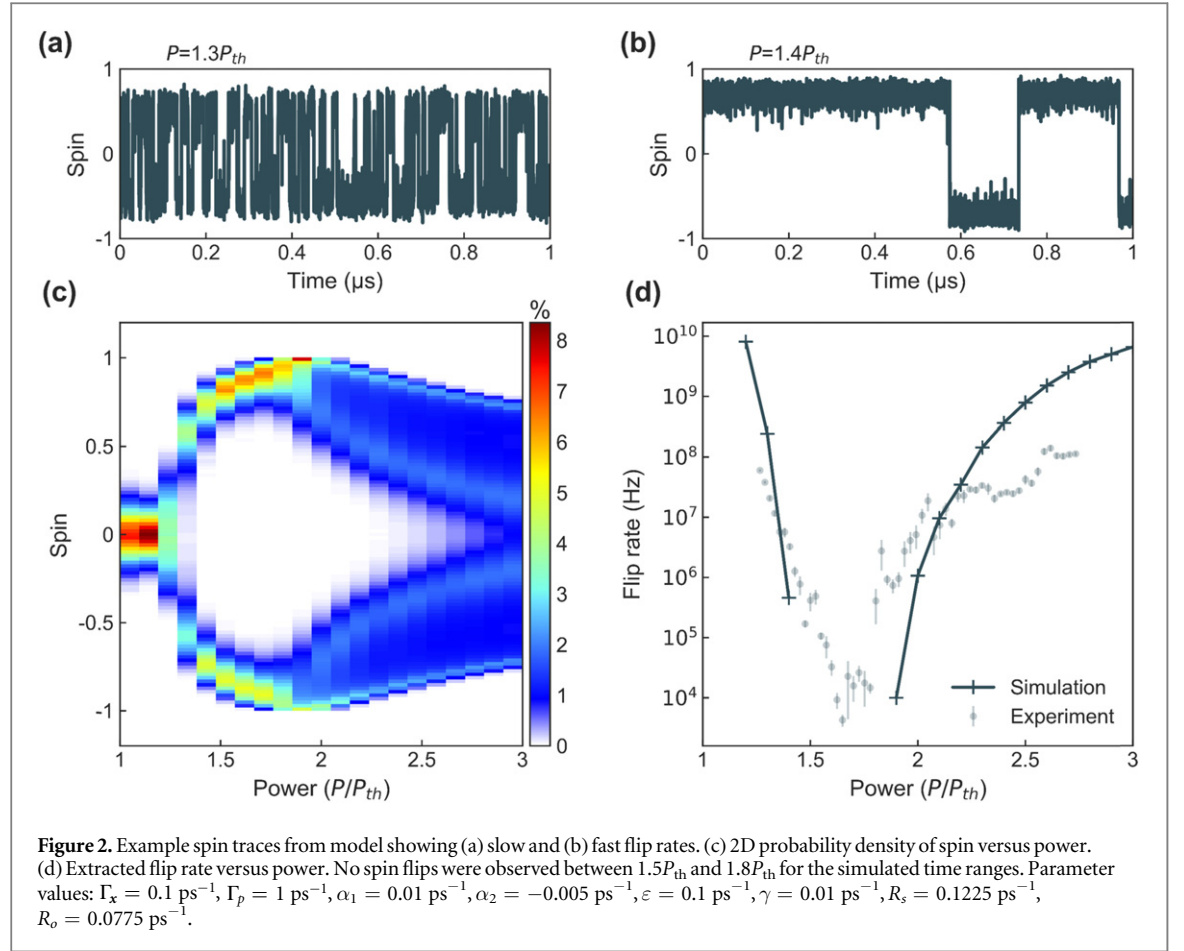 (a)
P=1.3P_th
1
0
-1
Spin
0 0.2 0.4 0.6 0.8 1
Time (μs)
(b)
P=1.4P_th
1
0
-1
Spin
0 0.2 0.4 0.6 0.8 1
Time (μs)
(c)
%
8
7
6
5
4
3
2
1
0
1
0.5
0
-0.5
-1
Spin
1 1.5 2 2.5 3
Power (P/P_th)
(d)
10^10
10^9
10^8
10^7
10^6
10^5
10^4
Flip rate (Hz)
Simulation
Experiment
1 1.5 2 2.5 3
Power (P/P_th)
Figure 2. Example spin traces from model showing (a) slow and (b) fast flip rates. (c) 2D probability density of spin versus power.
(d) Extracted flip rate versus power. No spin flips were observed between 1.5P_th and 1.8P_th for the simulated time ranges. Parameter
values: Γ_x = 0.1 ps⁻¹, Γ_p = 1 ps⁻¹, α₁ = 0.01 ps⁻¹, α₂ = −0.005 ps⁻¹, ε = 0.1 ps⁻¹, γ = 0.01 ps⁻¹, R_s = 0.1225 ps⁻¹,
R_o = 0.0775 ps⁻¹.